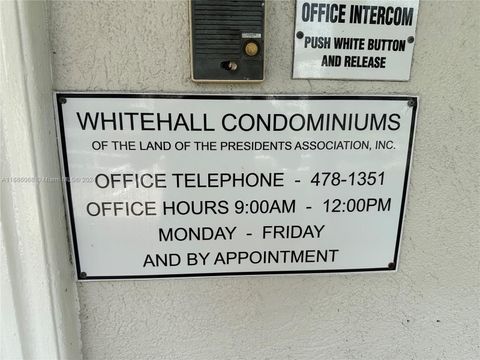 OFFICE INTERCOM
PUSH WHITE BUTTON
AND RELEASE
WHITEHALL CONDOMINIUMS
OF THE LAND OF THE PRESIDENTS ASSOCIATION, INC.
OFFICE TELEPHONE - 478-1351
OFFICE HOURS 9:00AM - 12:00PM
MONDAY - FRIDAY
AND BY APPOINTMENT